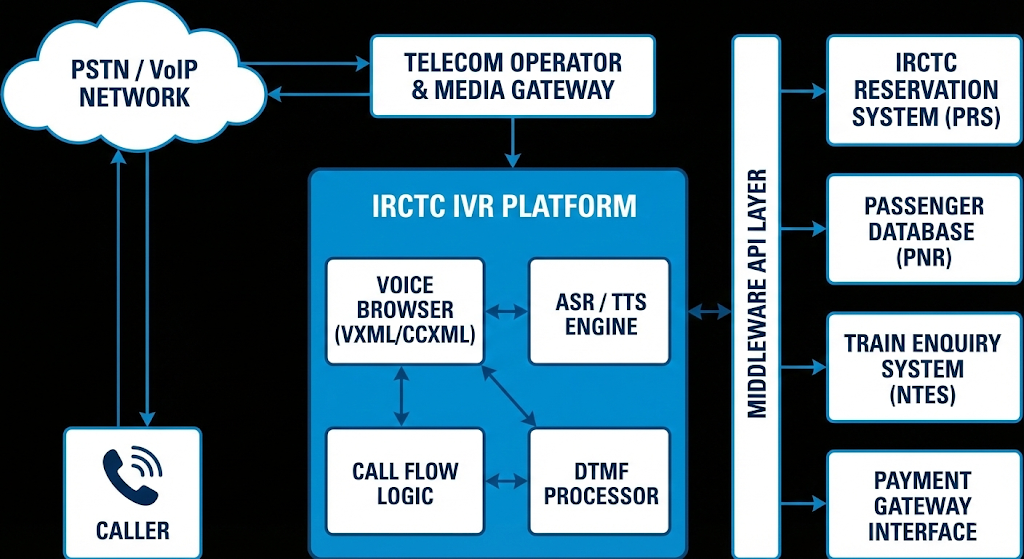 PSTN / VoIP
NETWORK
TELECOM OPERATOR
& MEDIA GATEWAY
IRCTC IVR PLATFORM
VOICE
BROWSER
(VXML/CCXML)
ASR / TTS
ENGINE
CALL FLOW
LOGIC
DTMF
PROCESSOR
CALLER
MIDDLEWARE API LAYER
IRCTC
RESERVATION
SYSTEM (PRS)
PASSENGER
DATABASE
(PNR)
TRAIN ENQUIRY
SYSTEM
(NTES)
PAYMENT
GATEWAY
INTERFACE